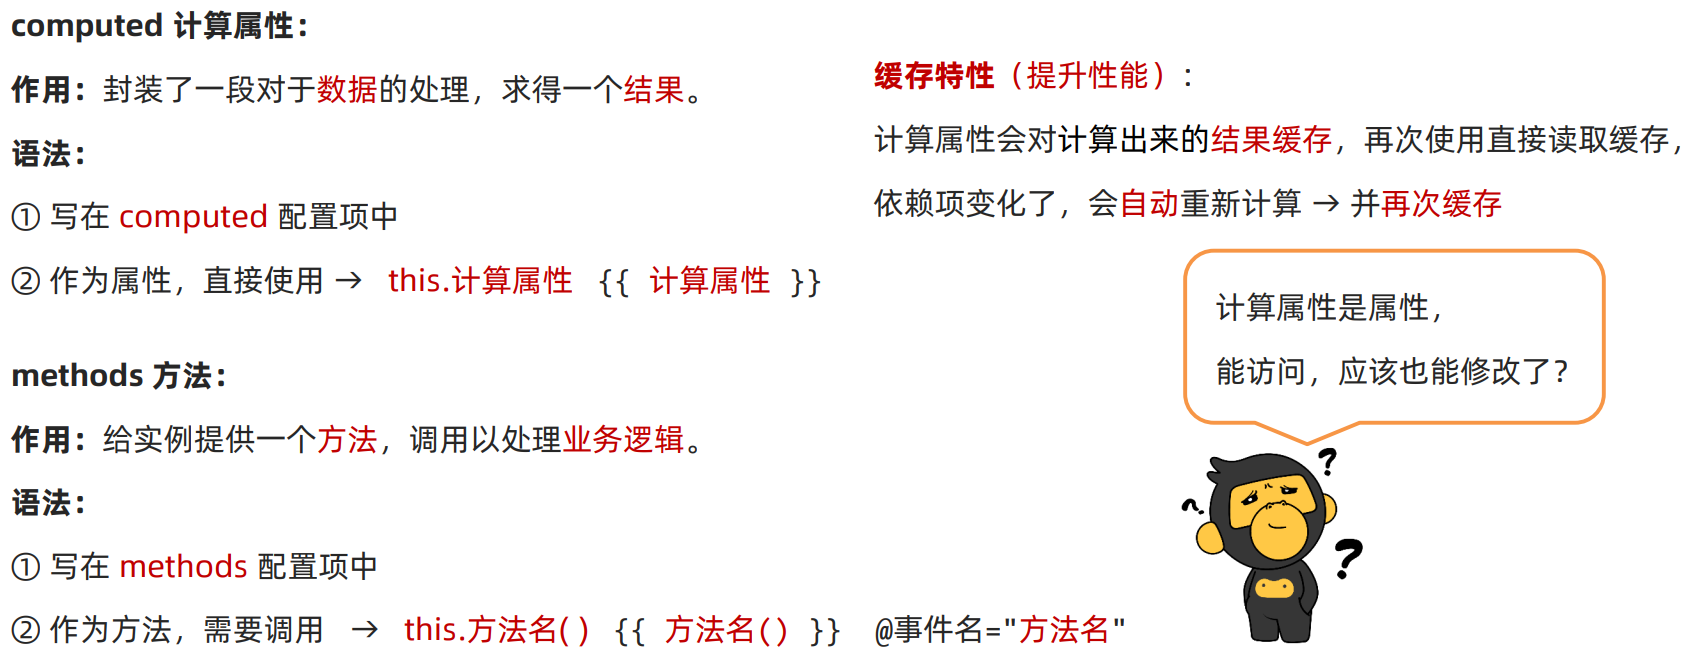 computed 计算属性：
作用：封装了一段对于数据的处理，求得一个结果。
语法：
① 写在 computed 配置项中
② 作为属性，直接使用 → this.计算属性 {{ 计算属性 }}
methods 方法：
作用：给实例提供一个方法，调用以处理业务逻辑。
语法：
① 写在 methods 配置项中
② 作为方法，需要调用 → this.方法名( ) {{ 方法名() }} @事件名="方法名"
缓存特性（提升性能）：
计算属性会对计算出来的结果缓存，再次使用直接读取缓存，
依赖项变化了，会自动重新计算 → 并再次缓存
计算属性是属性，
能访问，应该也能修改了？
?
?
?